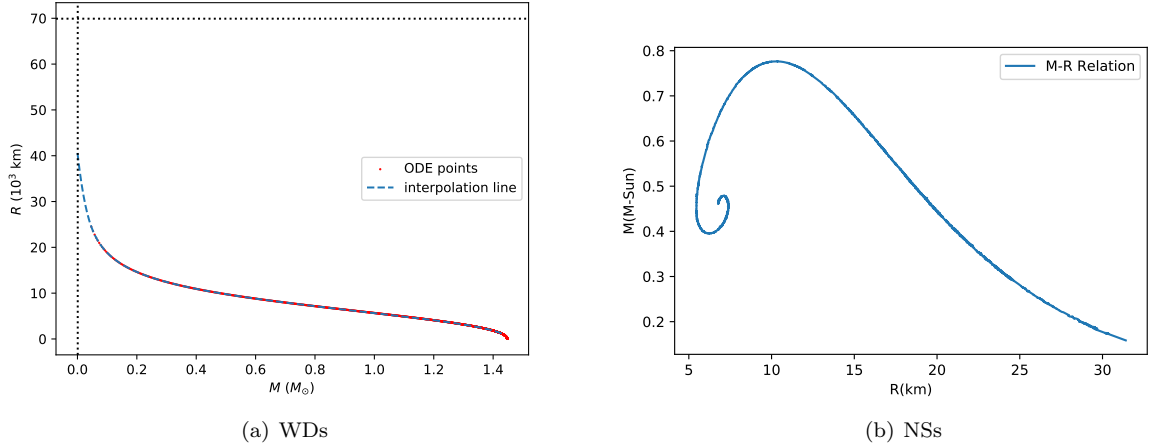 70
60
50
40
30
20
10
0
R (10³ km)
ODE points
interpolation line
0.0 0.2 0.4 0.6 0.8 1.0 1.2 1.4
M (M⊙)
(a) WDs
0.8
0.7
0.6
0.5
0.4
0.3
0.2
M(M-Sun)
M-R Relation
5 10 15 20 25 30
R(km)
(b) NSs